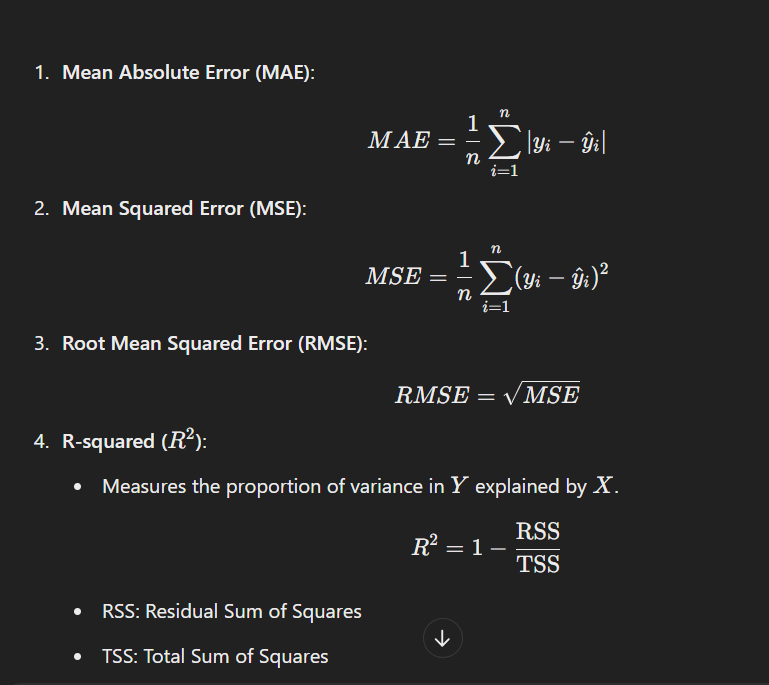 1. Mean Absolute Error (MAE):
MAE = \frac{1}{n} \sum_{i=1}^{n} |y_i - \hat{y}_i|
2. Mean Squared Error (MSE):
MSE = \frac{1}{n} \sum_{i=1}^{n} (y_i - \hat{y}_i)^2
3. Root Mean Squared Error (RMSE):
RMSE = \sqrt{MSE}
4. R-squared (R^2):
• Measures the proportion of variance in Y explained by X.
R^2 = 1 - \frac{RSS}{TSS}
• RSS: Residual Sum of Squares
• TSS: Total Sum of Squares